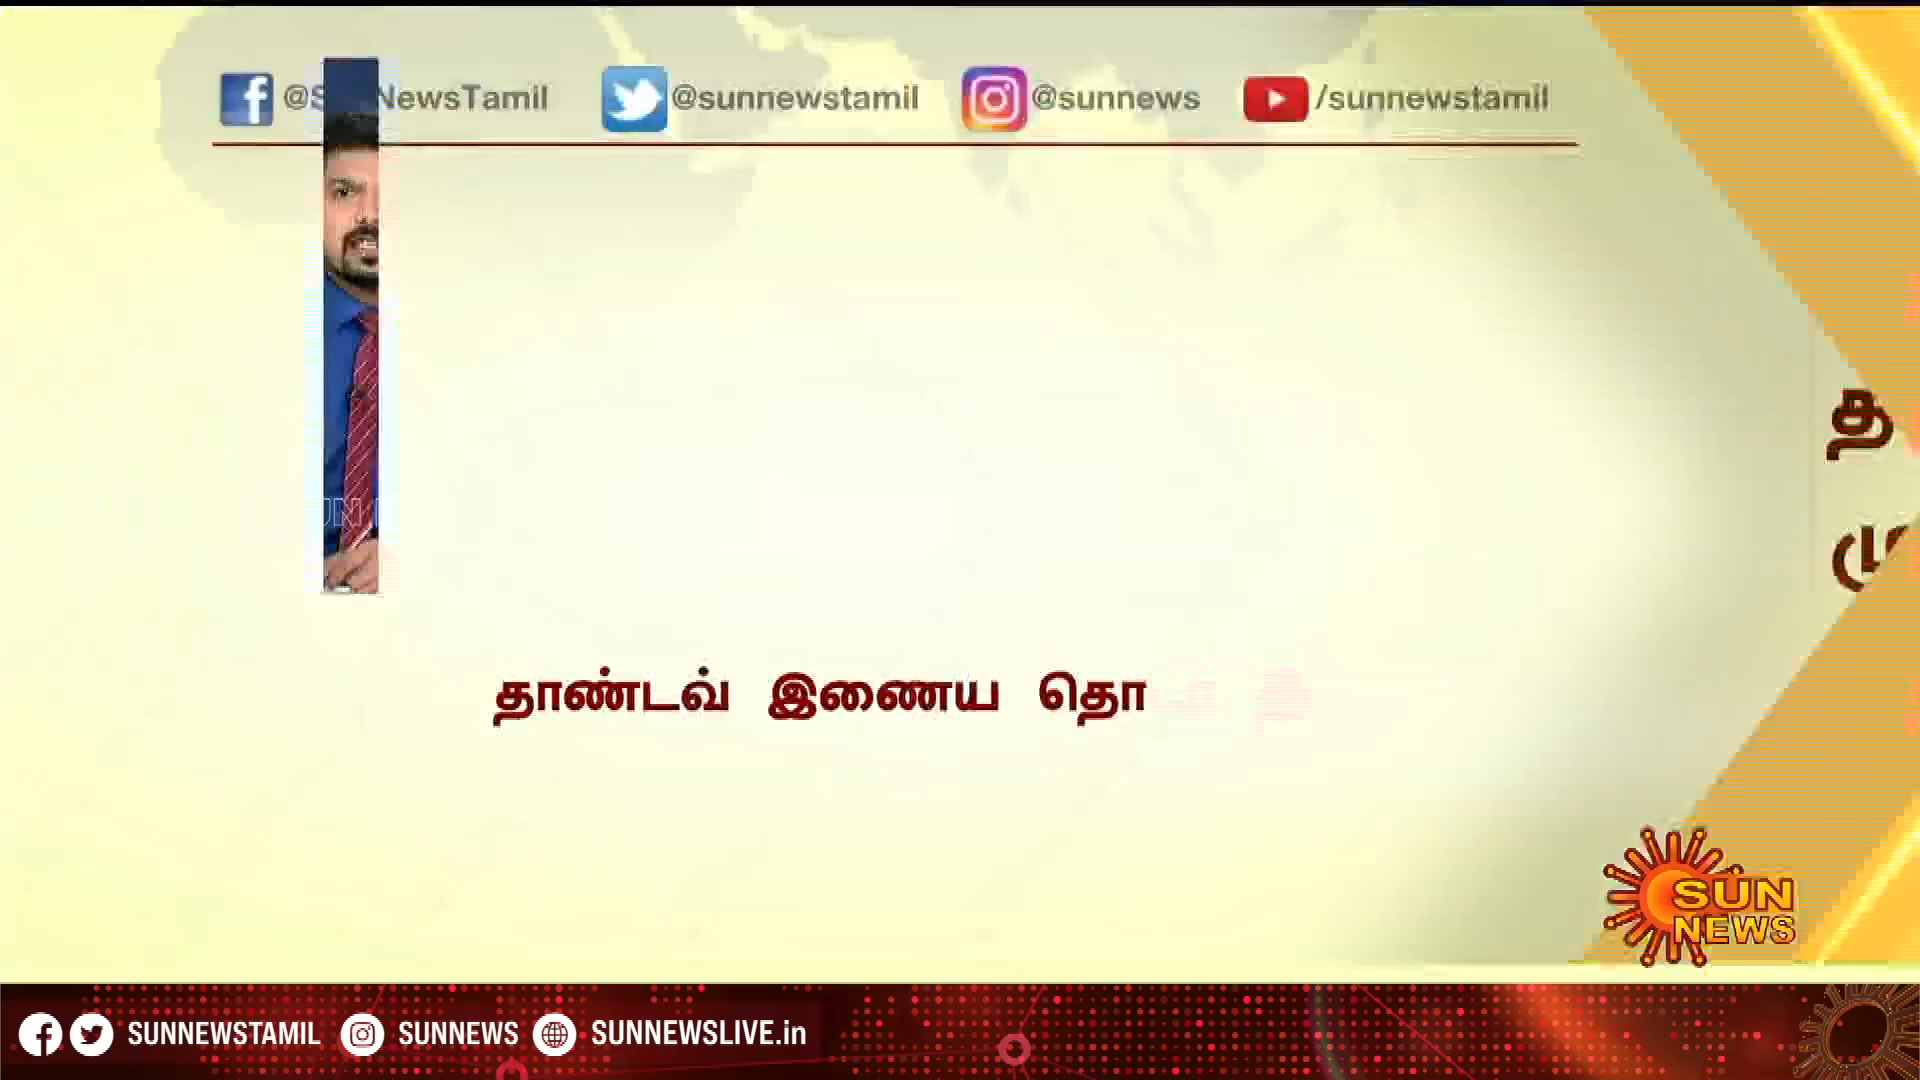 NewsTamil @sunnewstamil @sunnews /sunnewstamil
தாண்டவ் இணைய தொ
SUN
NEWS
SUNNEWSTAMIL SUNNEWS SUNNEWSLIVE.in